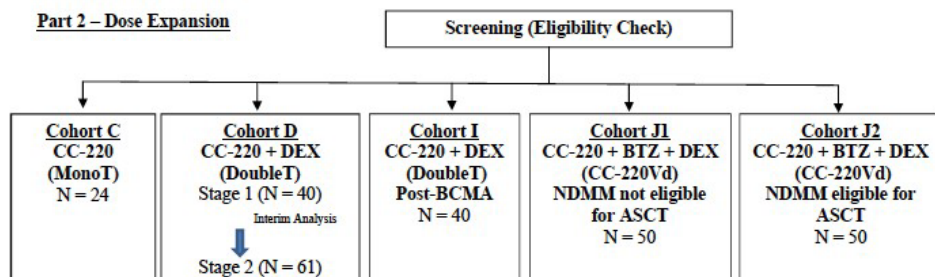 Part 2 – Dose Expansion
Screening (Eligibility Check)
Cohort C
CC-220
(MonoT)
N = 24
Cohort D
CC-220 + DEX
(DoubleT)
Stage 1 (N = 40)
Interim Analysis
Stage 2 (N = 61)
Cohort I
CC-220 + DEX
(DoubleT)
Post-BCMA
N = 40
Cohort J1
CC-220 + BTZ + DEX
(CC-220Vd)
NDMM not eligible
for ASCT
N = 50
Cohort J2
CC-220 + BTZ + DEX
(CC-220Vd)
NDMM eligible for
ASCT
N = 50